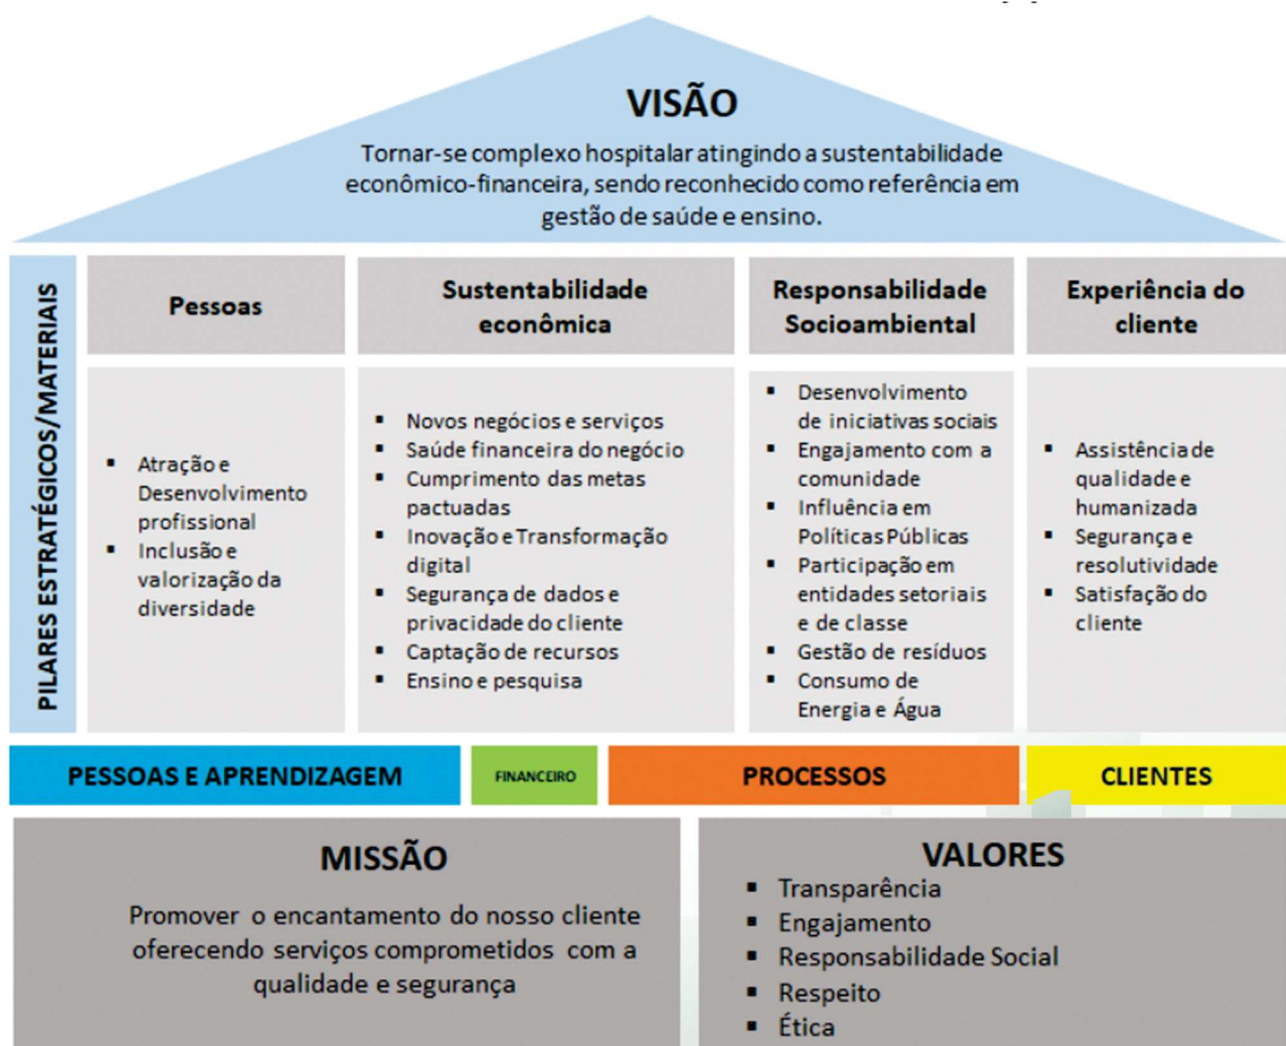 VISÃO
Tornar-se complexo hospitalar atingindo a sustentabilidade
econômico-financeira, sendo reconhecido como referência em
gestão de saúde e ensino.
PILARES ESTRATÉGICOS/MATERIAIS
Pessoas
▪ Atração e
Desenvolvimento
profissional
▪ Inclusão e
valorização da
diversidade
Sustentabilidade
econômica
▪ Novos negócios e serviços
▪ Saúde financeira do negócio
▪ Cumprimento das metas
pactuadas
▪ Inovação e Transformação
digital
▪ Segurança de dados e
privacidade do cliente
▪ Captação de recursos
▪ Ensino e pesquisa
Responsabilidade
Socioambiental
▪ Desenvolvimento
de iniciativas sociais
▪ Engajamento com a
comunidade
▪ Influência em
Políticas Públicas
▪ Participação em
entidades setoriais
e de classe
▪ Gestão de resíduos
▪ Consumo de
Energia e Água
Experiência do
cliente
▪ Assistência de
qualidade e
humanizada
▪ Segurança e
resolutividade
▪ Satisfação do
cliente
PESSOAS E APRENDIZAGEM
FINANCEIRO
PROCESSOS
CLIENTES
MISSÃO
Promover o encantamento do nosso cliente
oferecendo serviços comprometidos com a
qualidade e segurança
VALORES
▪ Transparência
▪ Engajamento
▪ Responsabilidade Social
▪ Respeito
▪ Ética